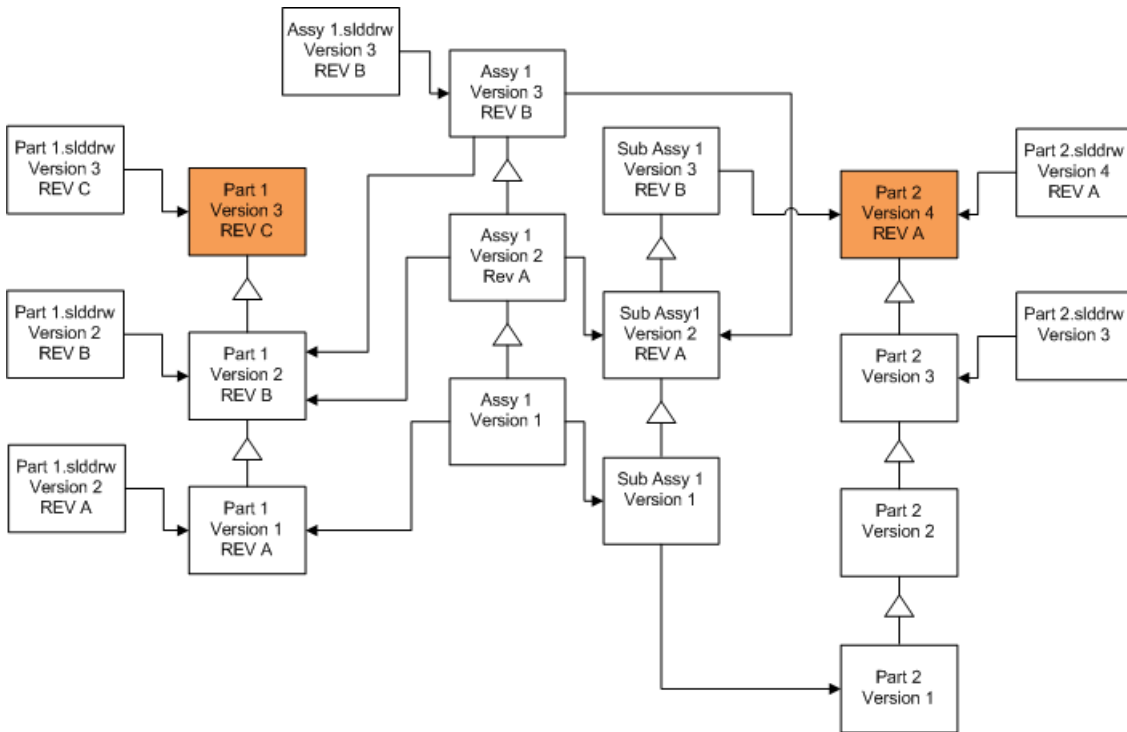 Assy 1.slddrw
Version 3
REV B
Assy 1
Version 3
REV B
Part 1.slddrw
Version 3
REV C
Part 1
Version 3
REV C
Sub Assy 1
Version 3
REV B
Part 2
Version 4
REV A
Part 2.slddrw
Version 4
REV A
Assy 1
Version 2
Rev A
Part 1.slddrw
Version 2
REV B
Part 1
Version 2
REV B
Sub Assy1
Version 2
REV A
Part 2
Version 3
Part 2.slddrw
Version 3
Assy 1
Version 1
Part 1.slddrw
Version 2
REV A
Part 1
Version 1
REV A
Sub Assy 1
Version 1
Part 2
Version 2
Part 2
Version 1